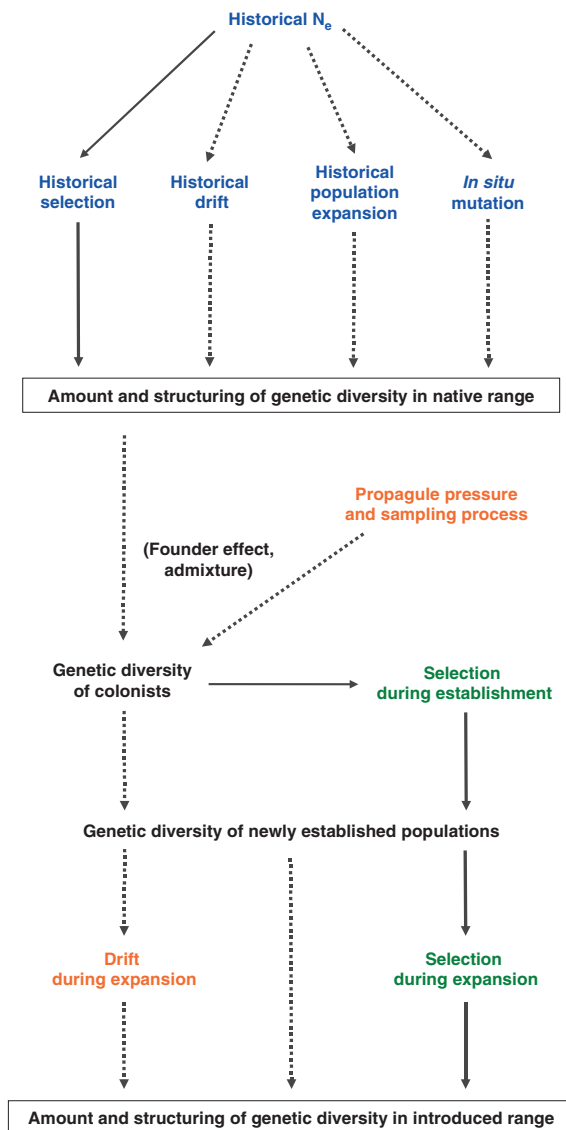 Historical Ne
Historical
selection
Historical
drift
Historical
population
expansion
In situ
mutation
Amount and structuring of genetic diversity in native range
Propagule pressure
and sampling process
(Founder effect,
admixture)
Genetic diversity
of colonists
Selection
during establishment
Genetic diversity of newly established populations
Drift
during expansion
Selection
during expansion
Amount and structuring of genetic diversity in introduced range